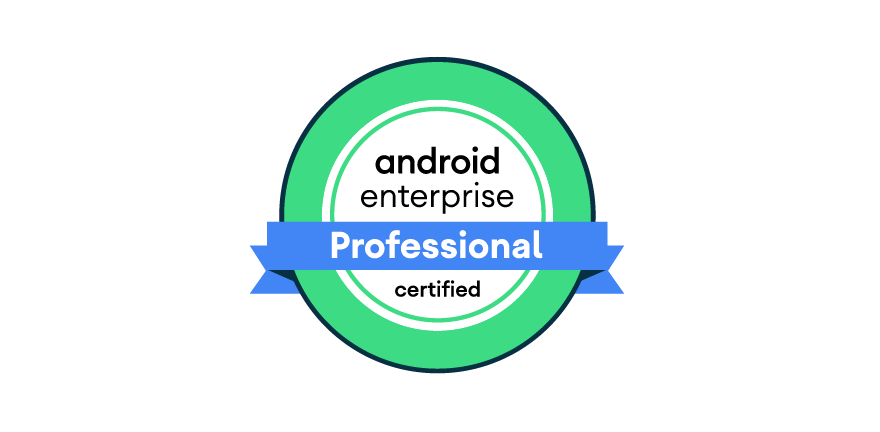 android
enterprise
Professional
certified